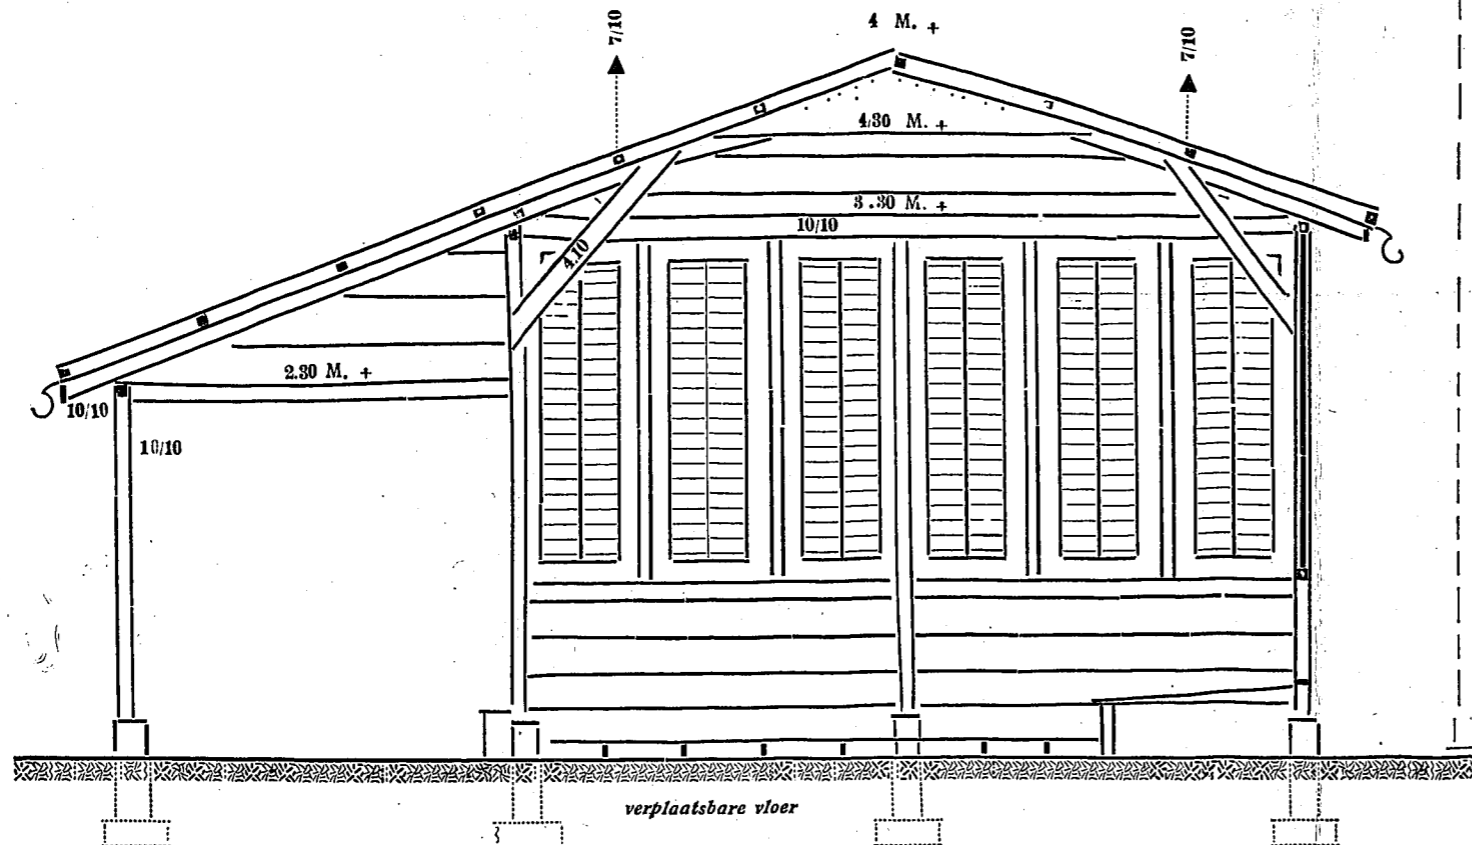 7/10
4 M. +
7/10
4.30 M. +
3.30 M. +
10/10
4.10
2.30 M. +
10/10
10/10
verplaatsbare vloer